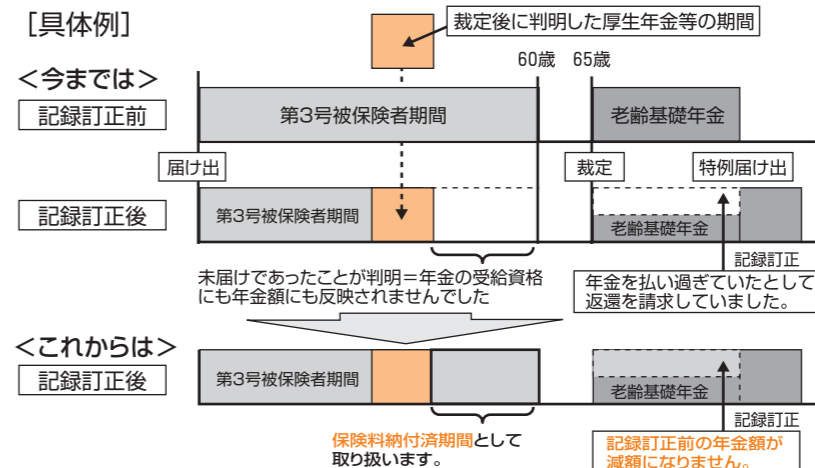 [具体例]
裁定後に判明した厚生年金等の期間
60歳
65歳
<今までは>
記録訂正前
第3号被保険者期間
老齢基礎年金
届け出
裁定
特例届け出
記録訂正後
第3号被保険者期間
老齢基礎年金
記録訂正
未届けであったことが判明=年金の受給資格
にも年金額にも反映されませんでした
年金を払い過ぎていたとして
返還を請求していました。
<これからは>
記録訂正後
第3号被保険者期間
老齢基礎年金
記録訂正
保険料納付済期間として
取り扱います。
記録訂正前の年金額が
減額になりません。